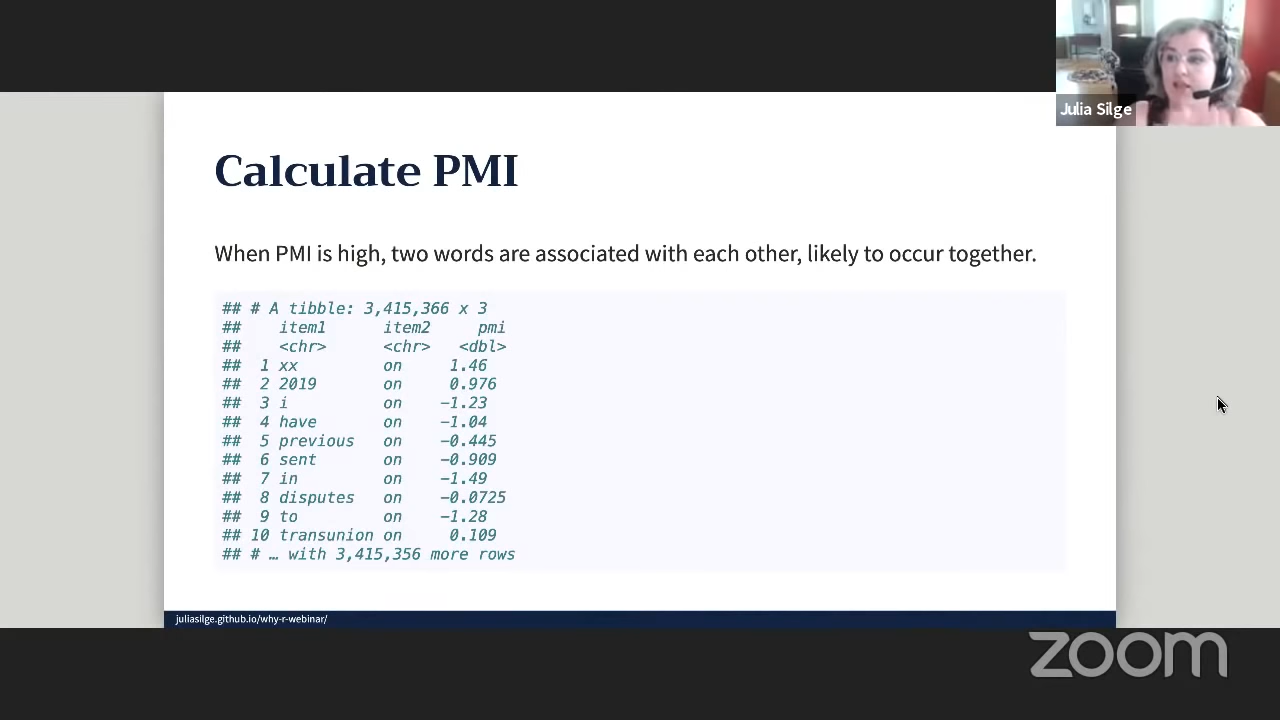 Julia Silge
Calculate PMI
When PMI is high, two words are associated with each other, likely to occur together.
## # A tibble: 3,415,366 x 3
##    item1      item2     pmi
##    <chr>      <chr>   <dbl>
##  1 xx         on     1.46
##  2 2019       on     0.976
##  3 i          on    −1.23
##  4 have       on    −1.04
##  5 previous   on    −0.445
##  6 sent       on    −0.909
##  7 in         on    −1.49
##  8 disputes   on    −0.0725
##  9 to         on    −1.28
## 10 transunion on     0.109
## # … with 3,415,356 more rows
juliasilge.github.io/why-r-webinar/
zoom